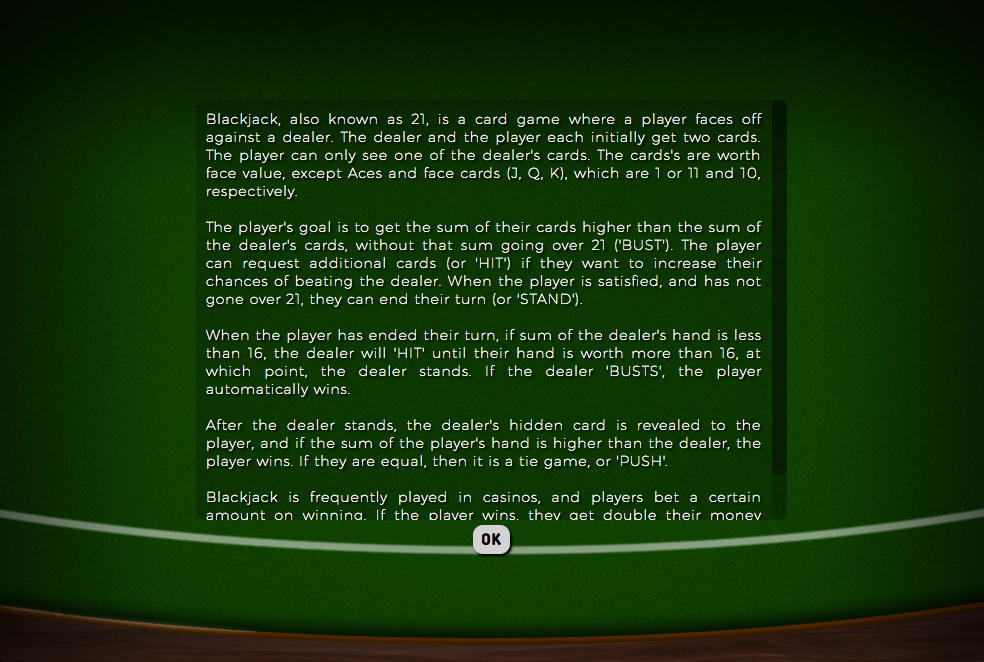 Blackjack, also known as 21, is a card game where a player faces off
against a dealer. The dealer and the player each initially get two cards.
The player can only see one of the dealer's cards. The cards's are worth
face value, except Aces and face cards (J, Q, K), which are 1 or 11 and 10,
respectively.
The player's goal is to get the sum of their cards higher than the sum of
the dealer's cards, without that sum going over 21 ('BUST'). The player
can request additional cards (or 'HIT') if they want to increase their
chances of beating the dealer. When the player is satisfied, and has not
gone over 21, they can end their turn (or 'STAND').
When the player has ended their turn, if sum of the dealer's hand is less
than 16, the dealer will 'HIT' until their hand is worth more than 16, at
which point, the dealer stands. If the dealer 'BUSTS', the player
automatically wins.
After the dealer stands, the dealer's hidden card is revealed to the
player, and if the sum of the player's hand is higher than the dealer, the
player wins. If they are equal, then it is a tie game, or 'PUSH'.
Blackjack is frequently played in casinos, and players bet a certain
amount on winning. If the player wins, they get double their money
OK